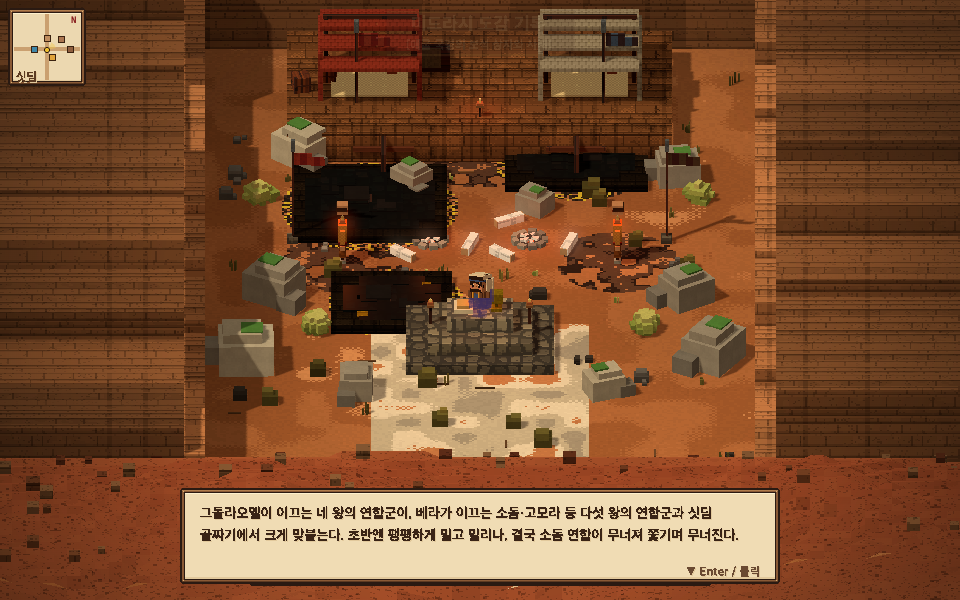 N
싯딤
그돌라오멜이 이끄는 네 왕의 연합군이, 베라가 이끄는 소돔·고모라 등 다섯 왕의 연합군과 싯딤
골짜기에서 크게 맞붙는다. 초반엔 팽팽하게 밀고 밀리나, 결국 소돔 연합이 무너져 쫓기며 무너진다.
▼ Enter / 클릭